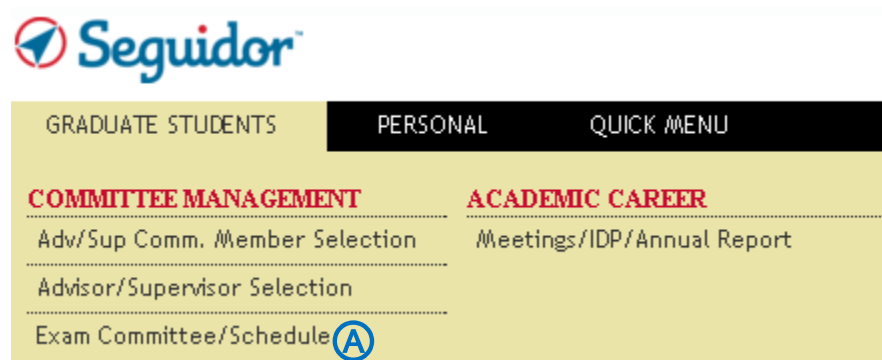 Seguidor™
GRADUATE STUDENTS PERSONAL QUICK MENU
COMMITTEE MANAGEMENT ACADEMIC CAREER
Adv/Sup Comm. Member Selection Meetings/IDP/Annual Report
Advisor/Supervisor Selection
Exam Committee/Schedule A